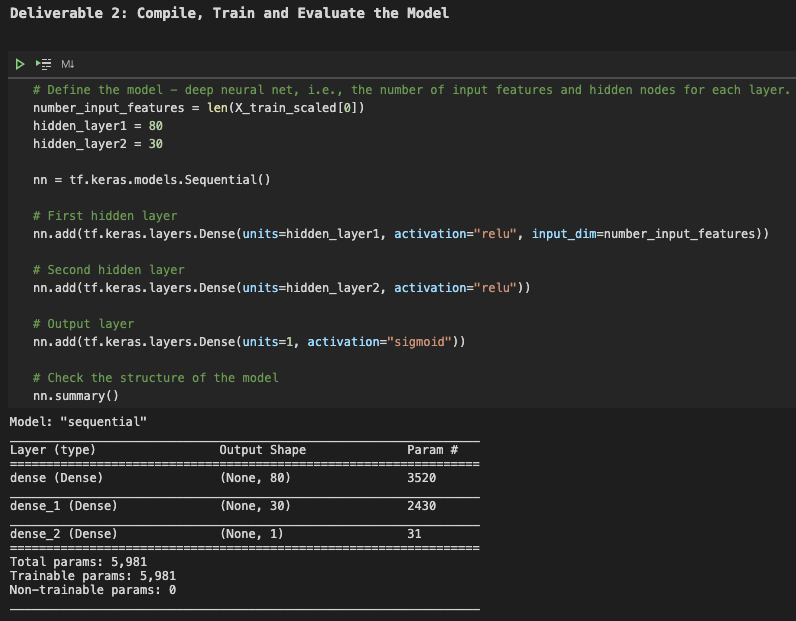 Deliverable 2: Compile, Train and Evaluate the Model
M↓
# Define the model - deep neural net, i.e., the number of input features and hidden nodes for each layer.
number_input_features = len(X_train_scaled[0])
hidden_layer1 = 80
hidden_layer2 = 30
nn = tf.keras.models.Sequential()
# First hidden layer
nn.add(tf.keras.layers.Dense(units=hidden_layer1, activation="relu", input_dim=number_input_features))
# Second hidden layer
nn.add(tf.keras.layers.Dense(units=hidden_layer2, activation="relu"))
# Output layer
nn.add(tf.keras.layers.Dense(units=1, activation="sigmoid"))
# Check the structure of the model
nn.summary()
Model: "sequential"
Layer (type) Output Shape Param #
dense (Dense) (None, 80) 3520
dense_1 (Dense) (None, 30) 2430
dense_2 (Dense) (None, 1) 31
Total params: 5,981
Trainable params: 5,981
Non-trainable params: 0